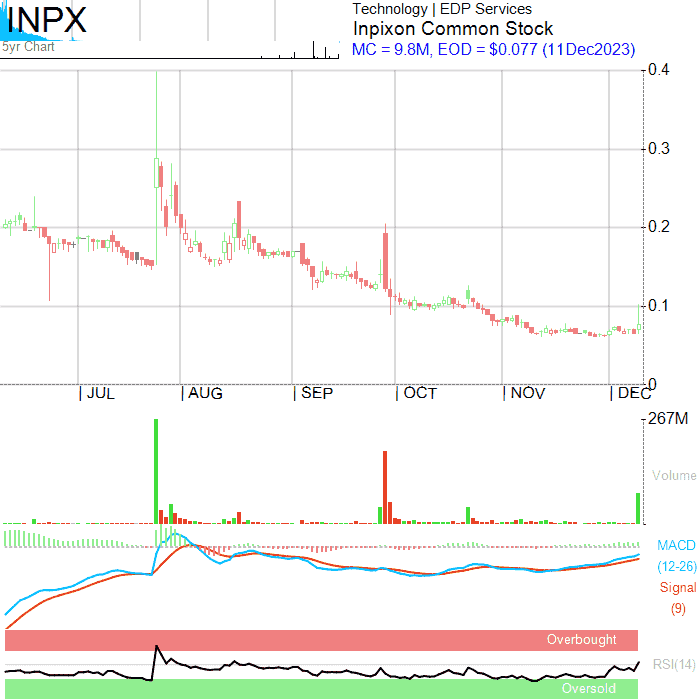 INPX
5yr Chart
Technology | EDP Services
Inpixon Common Stock
MC = 9.8M, EOD = $0.077 (11Dec2023)
0.4
0.3
0.2
0.1
0
JUL AUG SEP OCT NOV DEC
267M
Volume
MACD
(12-26)
Signal
(9)
Overbought
RSI(14)
Oversold